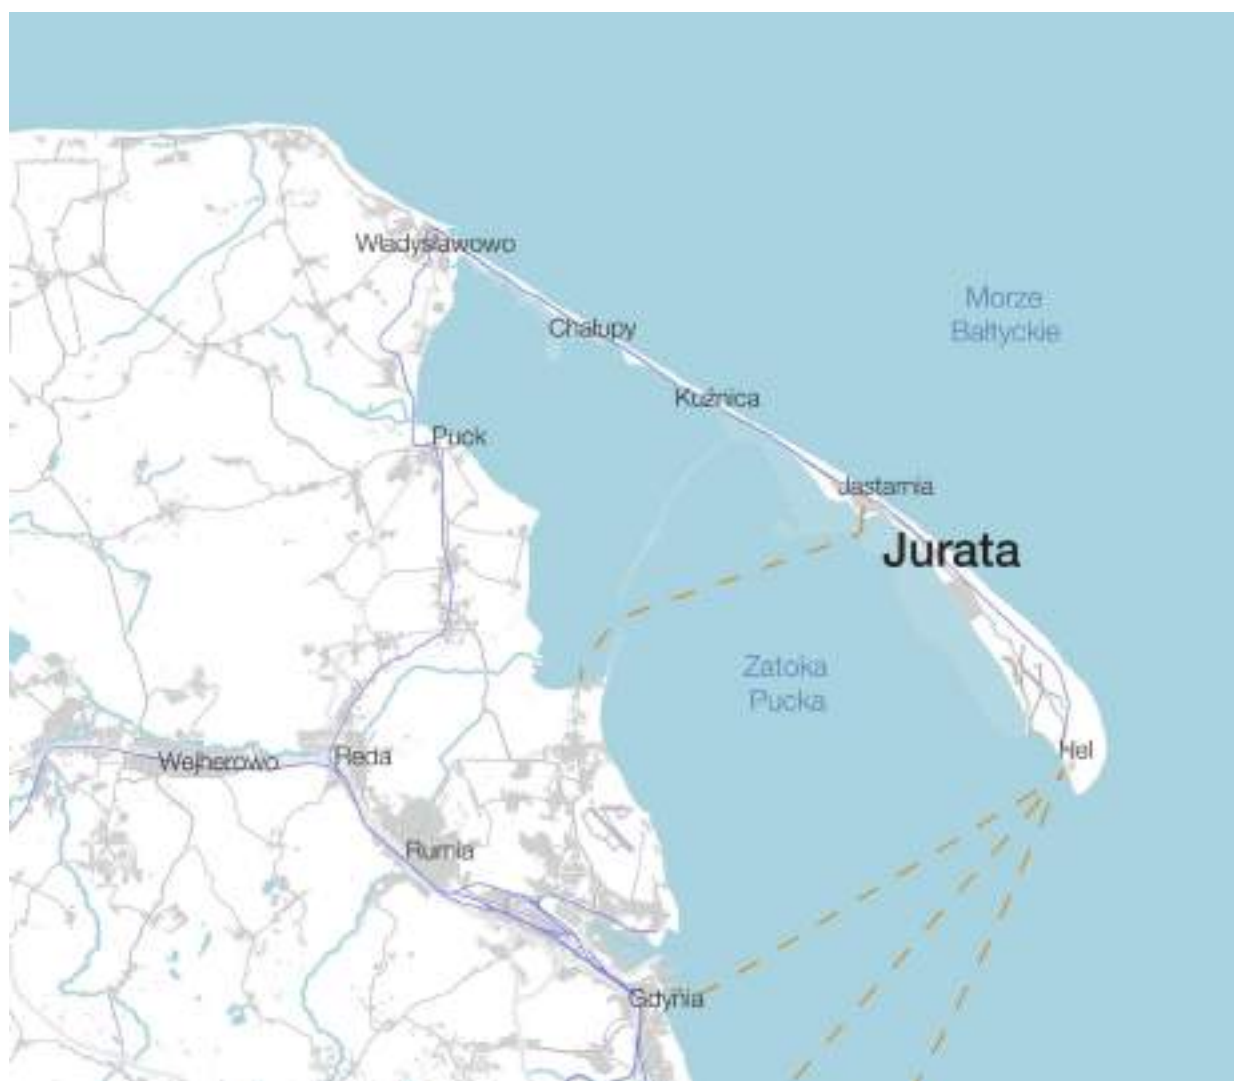 Władysławowo
Morze
Bałtyckie
Chałupy
Kuźnica
Puck
Jastarnia
Jurata
Zatoka
Pucka
Hel
Wejherowo
Reda
Rumia
Gdynia